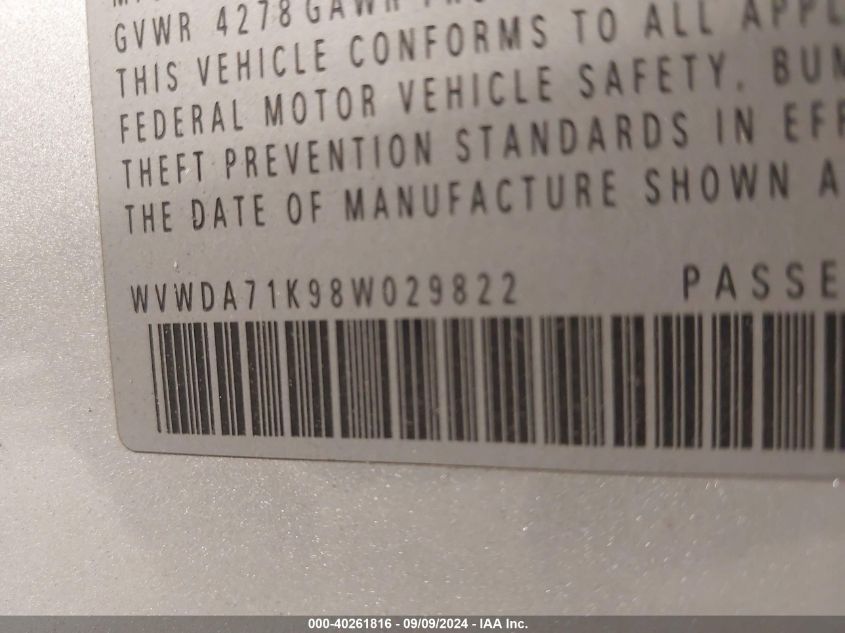 GVWR 4278 GAWR
THIS VEHICLE CONFORMS TO ALL APPL
FEDERAL MOTOR VEHICLE SAFETY, BUM
THEFT PREVENTION STANDARDS IN EFF
THE DATE OF MANUFACTURE SHOWN A
WVWDA71K98W029822 PASSE
000-40261816 - 09/09/2024 - IAA Inc.